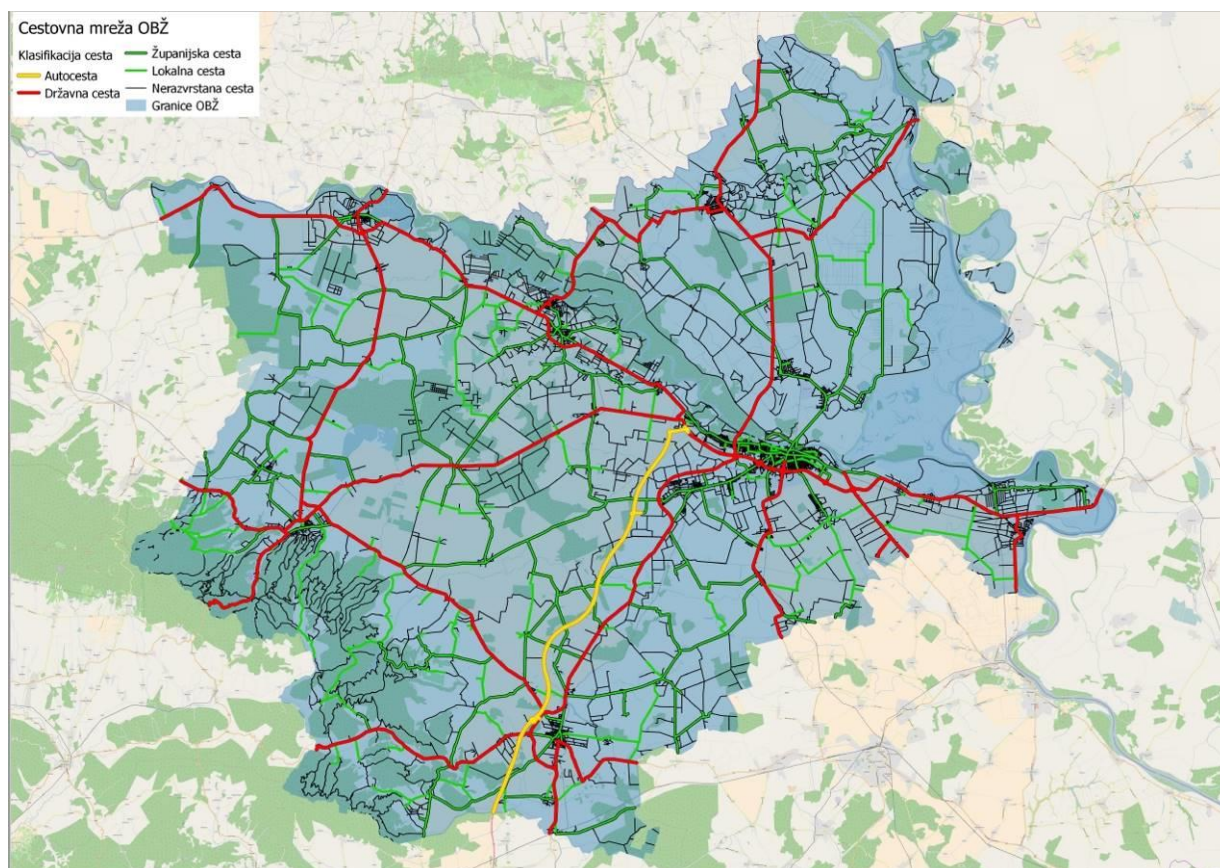 Cestovna mreža OBŽ
Klasifikacija cesta
Autocesta
Državna cesta
Županijska cesta
Lokalna cesta
Nerazvrstana cesta
Granice OBŽ